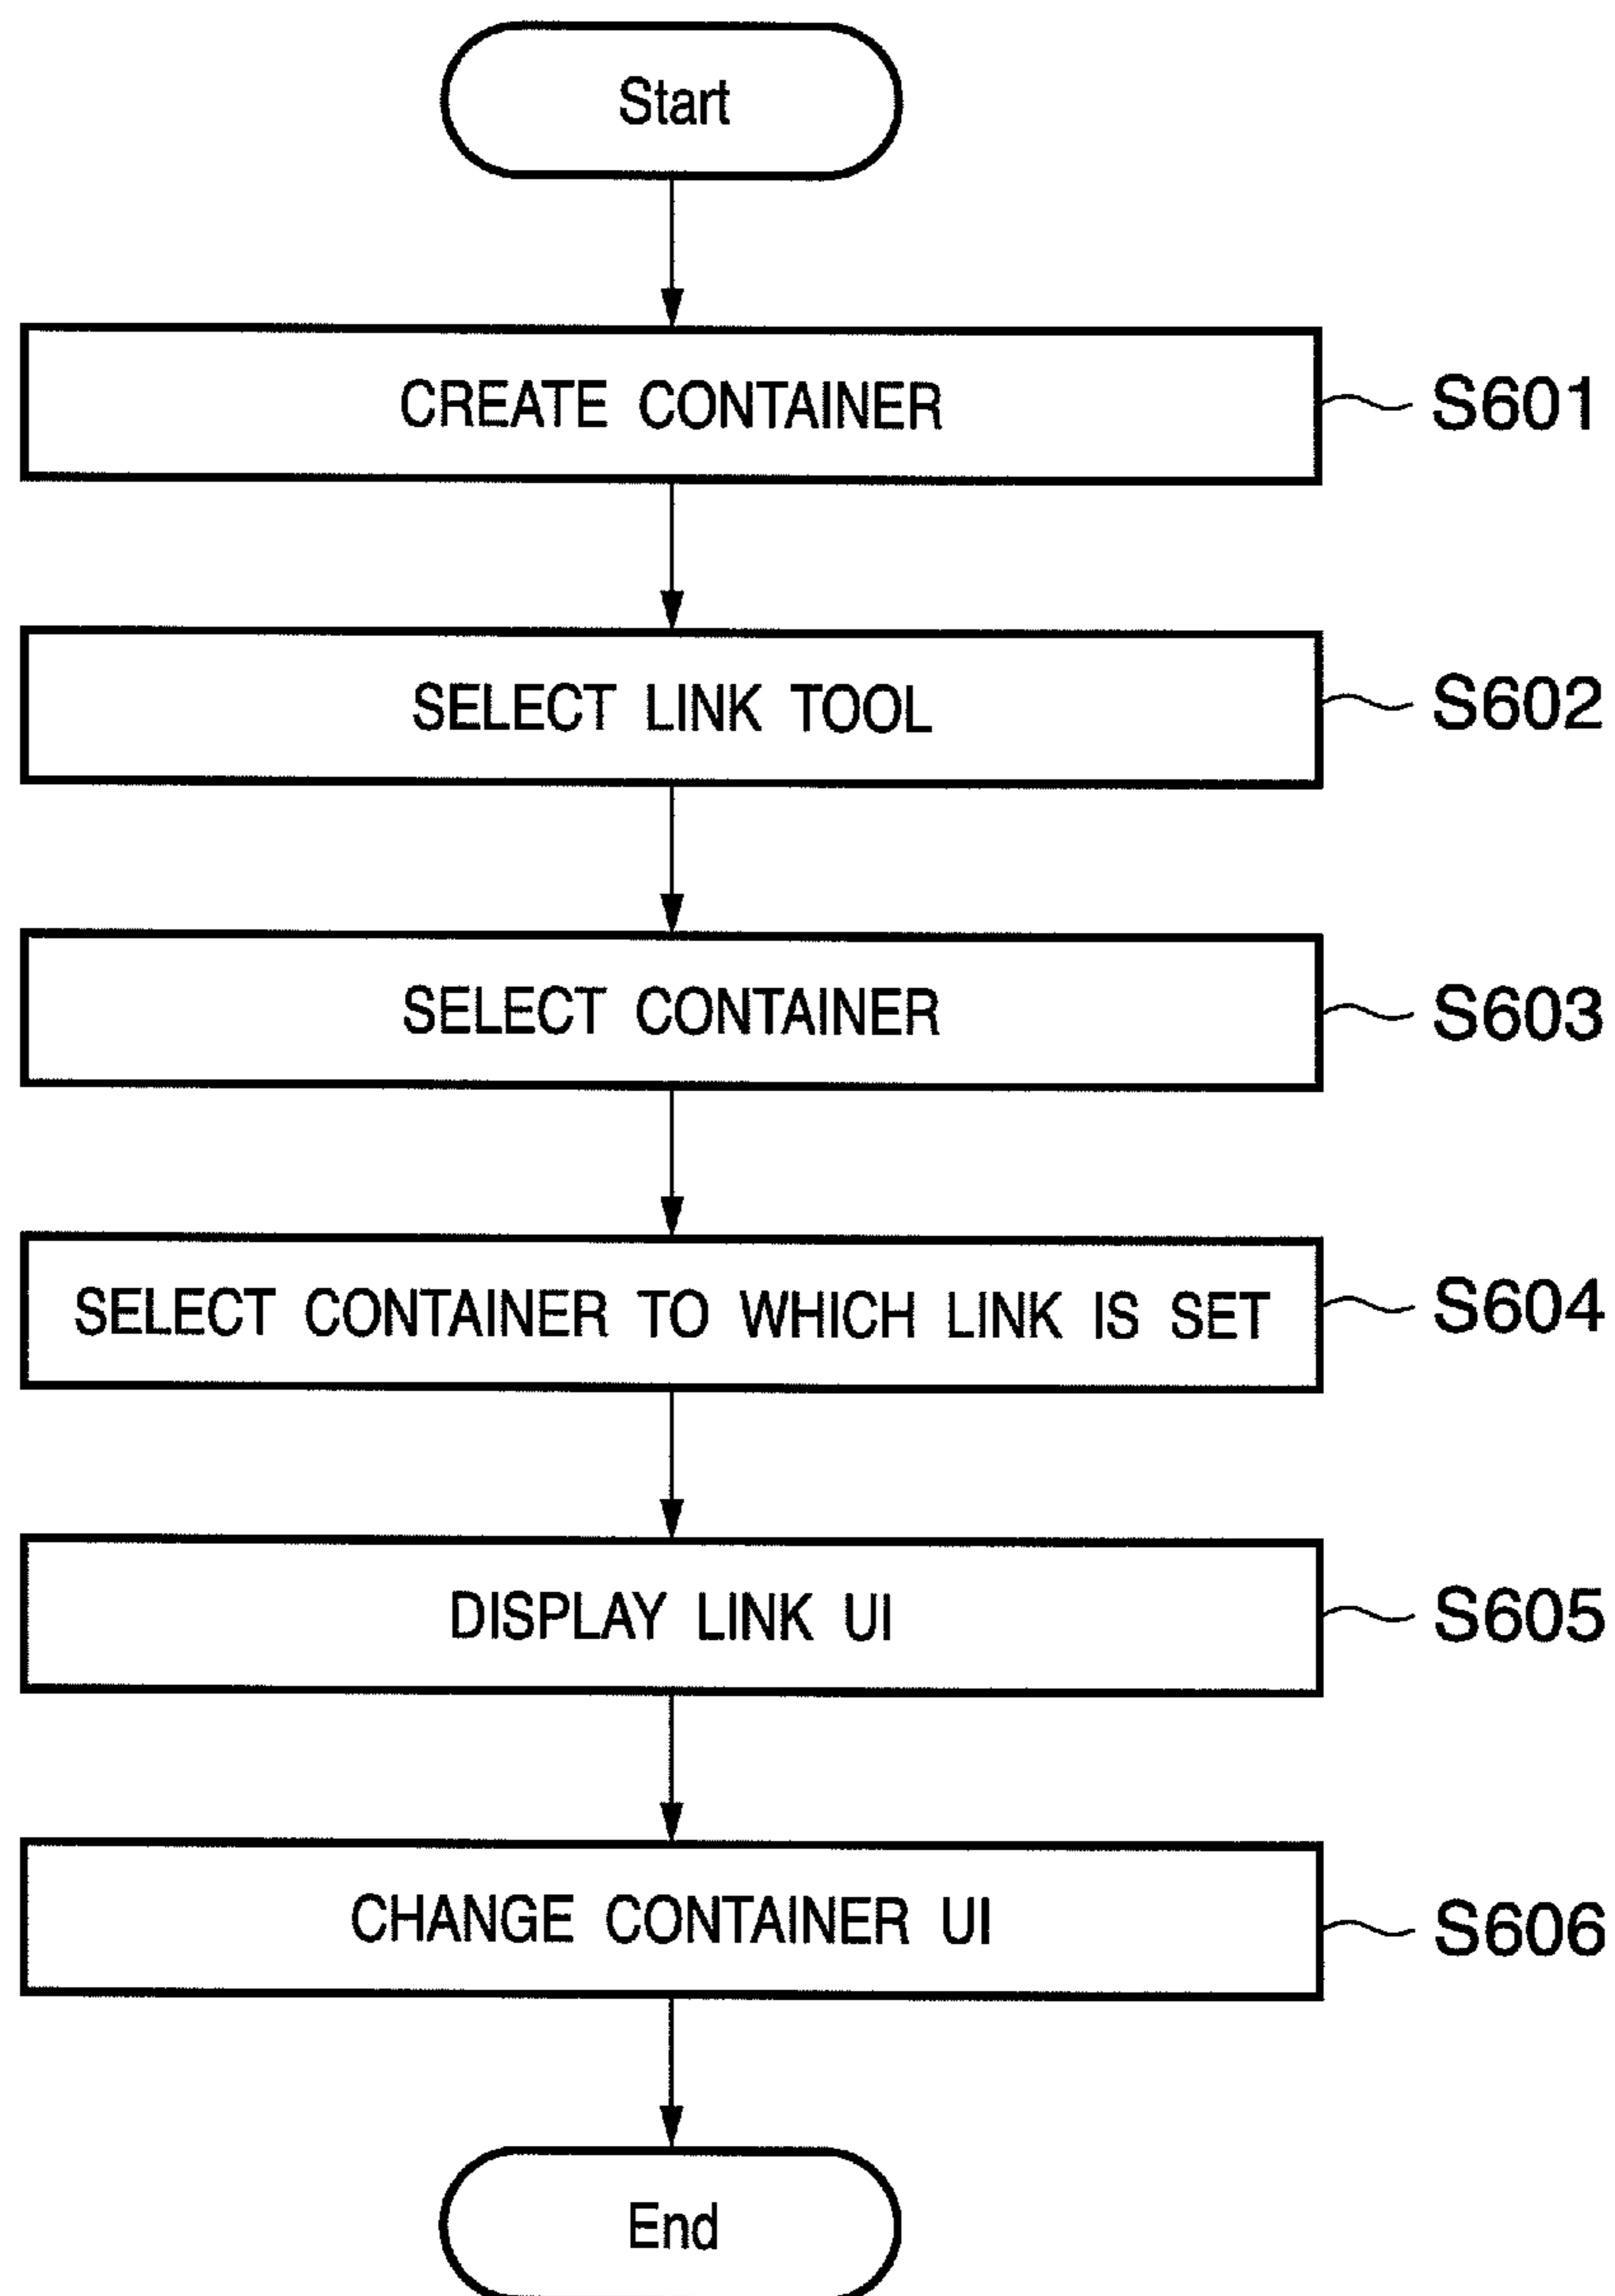 Start
CREATE CONTAINER
S601
SELECT LINK TOOL
S602
SELECT CONTAINER
S603
SELECT CONTAINER TO WHICH LINK IS SET
S604
DISPLAY LINK UI
S605
CHANGE CONTAINER UI
S606
End